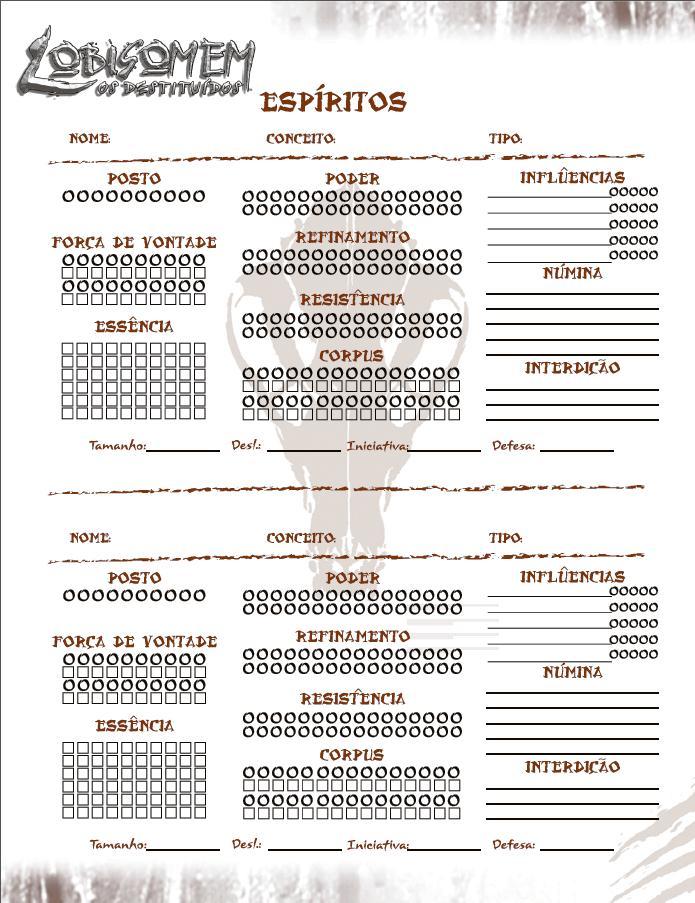 LOBISOMEM
OS DESTITUÍDOS
ESPÍRITOS
NOME: CONCEITO: TIPO:
POSTO PODER INFLÛENCIAS
FORÇA DE VONTADE REFINAMENTO
NÚMINA
RESISTÊNCIA
ESSÊNCIA
CORPUS
INTERDIÇÃO
Tamanho: Desl.: Iniciativa: Defesa:
NOME: CONCEITO: TIPO:
POSTO PODER INFLÛENCIAS
FORÇA DE VONTADE REFINAMENTO
NÚMINA
RESISTÊNCIA
ESSÊNCIA
CORPUS
INTERDIÇÃO
Tamanho: Desl.: Iniciativa: Defesa: